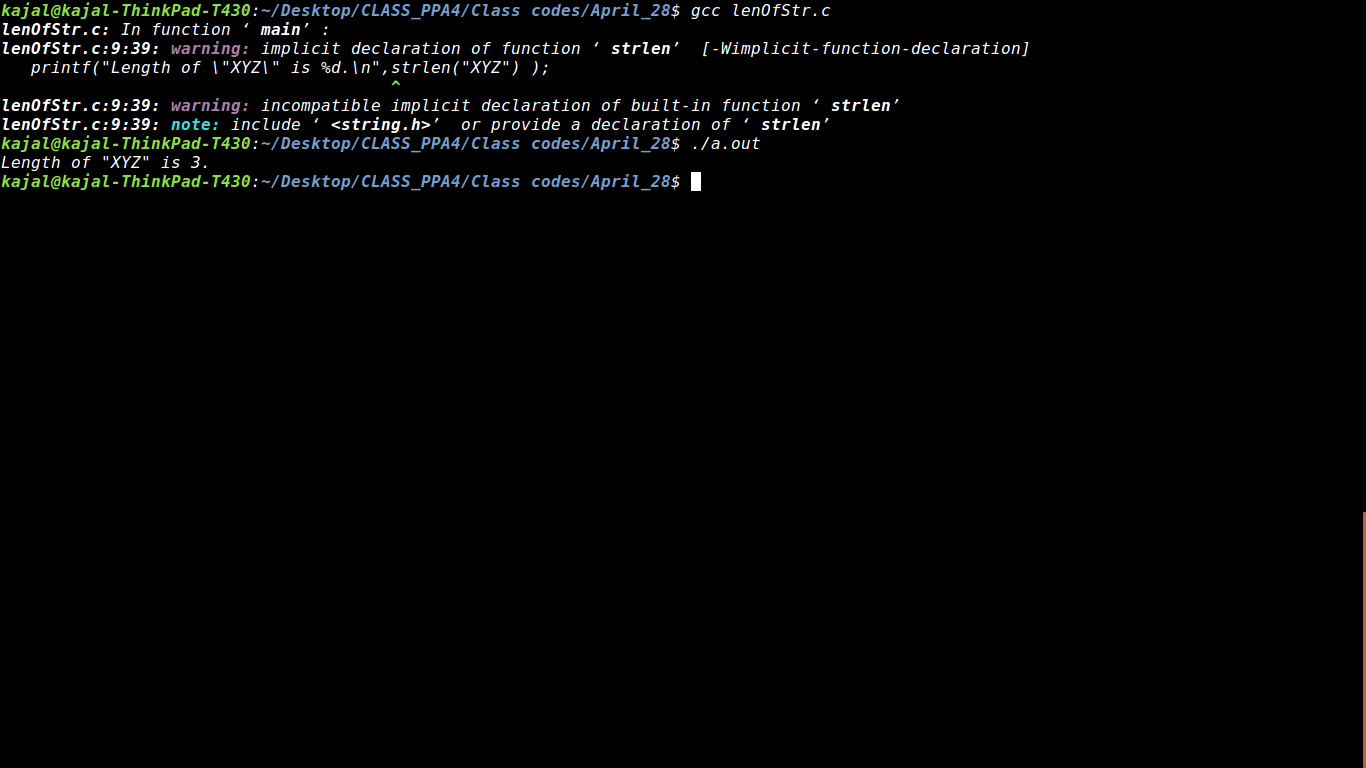 kajal@kajal-ThinkPad-T430:~/Desktop/CLASS_PPA4/Class codes/April_28$ gcc lenOfStr.c
lenOfStr.c: In function ‘ main’ :
lenOfStr.c:9:39: warning: implicit declaration of function ‘ strlen’  [-Wimplicit-function-declaration]
   printf("Length of \"XYZ\" is %d.\n",strlen("XYZ") );
                                       ^
lenOfStr.c:9:39: warning: incompatible implicit declaration of built-in function ‘ strlen’
lenOfStr.c:9:39: note: include ‘ <string.h>’  or provide a declaration of ‘ strlen’
kajal@kajal-ThinkPad-T430:~/Desktop/CLASS_PPA4/Class codes/April_28$ ./a.out
Length of "XYZ" is 3.
kajal@kajal-ThinkPad-T430:~/Desktop/CLASS_PPA4/Class codes/April_28$